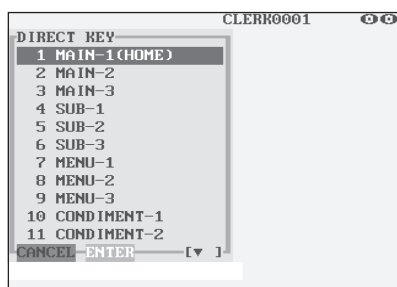 CLERK0001
DIRECT KEY
1 MAIN-1(HOME)
2 MAIN-2
3 MAIN-3
4 SUB-1
5 SUB-2
6 SUB-3
7 MENU-1
8 MENU-2
9 MENU-3
10 CONDIMENT-1
11 CONDIMENT-2
CANCEL ENTER [▼ ]